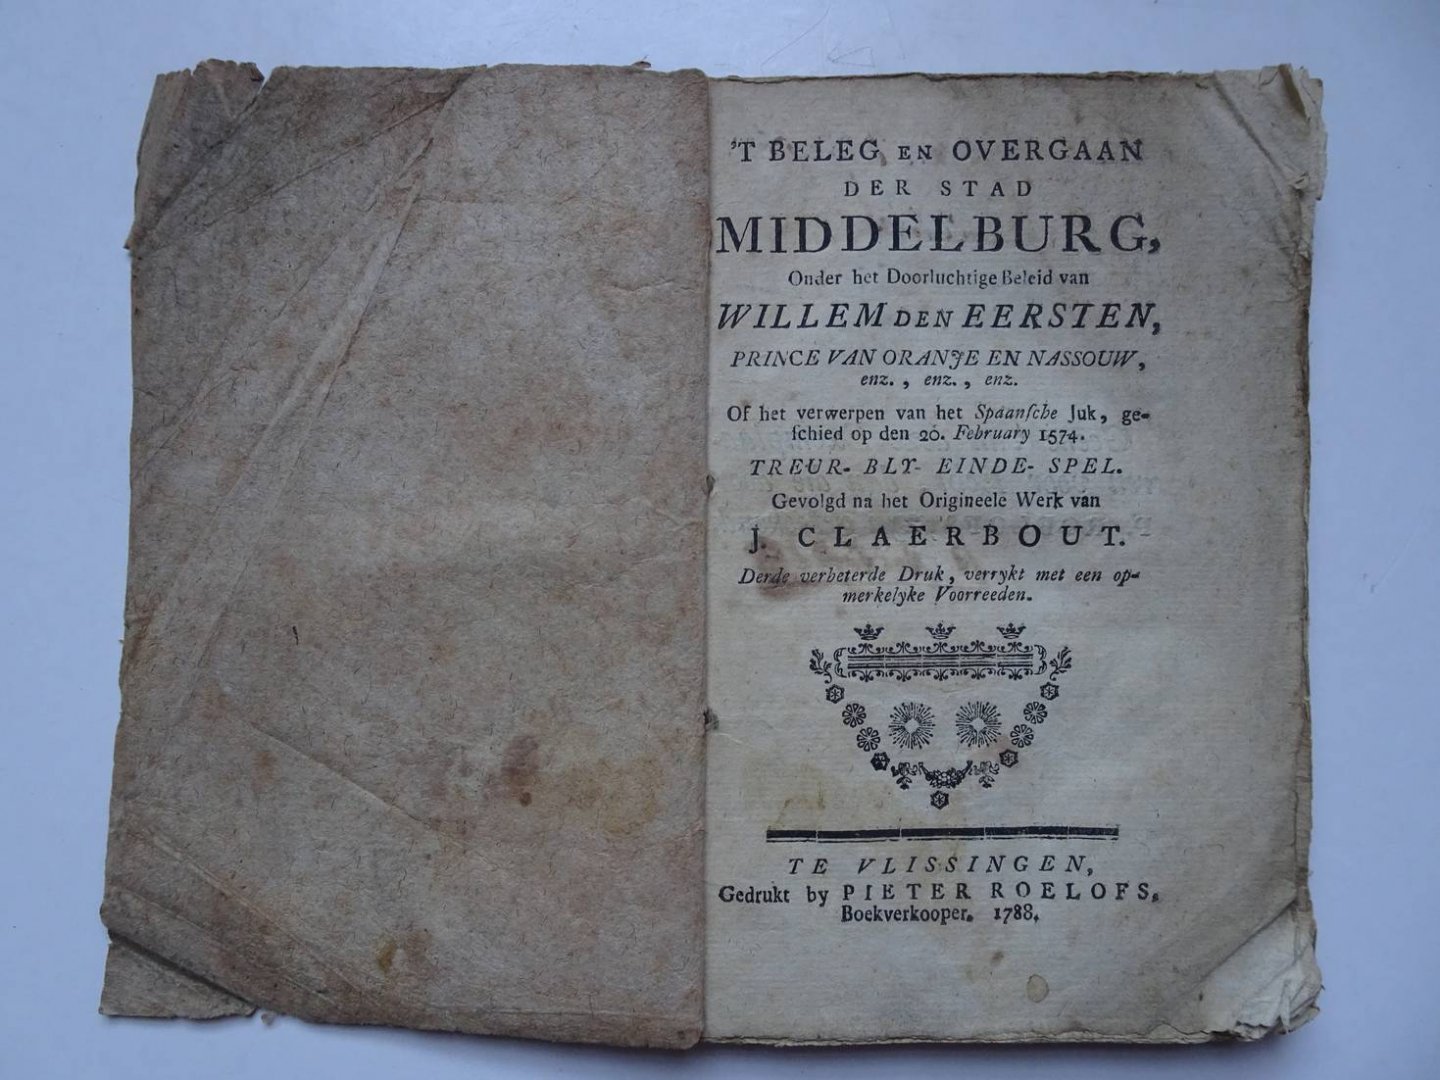 'T BELEG EN OVERGAAN
DER STAD
MIDDELBURG,
Onder het Doorluchtige Beleid van
WILLEM DEN EERSTEN,
PRINCE VAN ORANJE EN NASSOUW,
enz., enz., enz.
Of het verwerpen van het Spaansche Juk, ge-
schied op den 20. February 1574.
TREUR- BLY- EINDE- SPEL.
Gevolgd na het Origineele Werk van
J. CLAERBOUT.
Derde verbeterde Druk, verrykt met een op-
merkelyke Voorreeden.
TE VLISSINGEN,
Gedrukt by PIETER ROELOFS.
Boekverkooper. 1788.